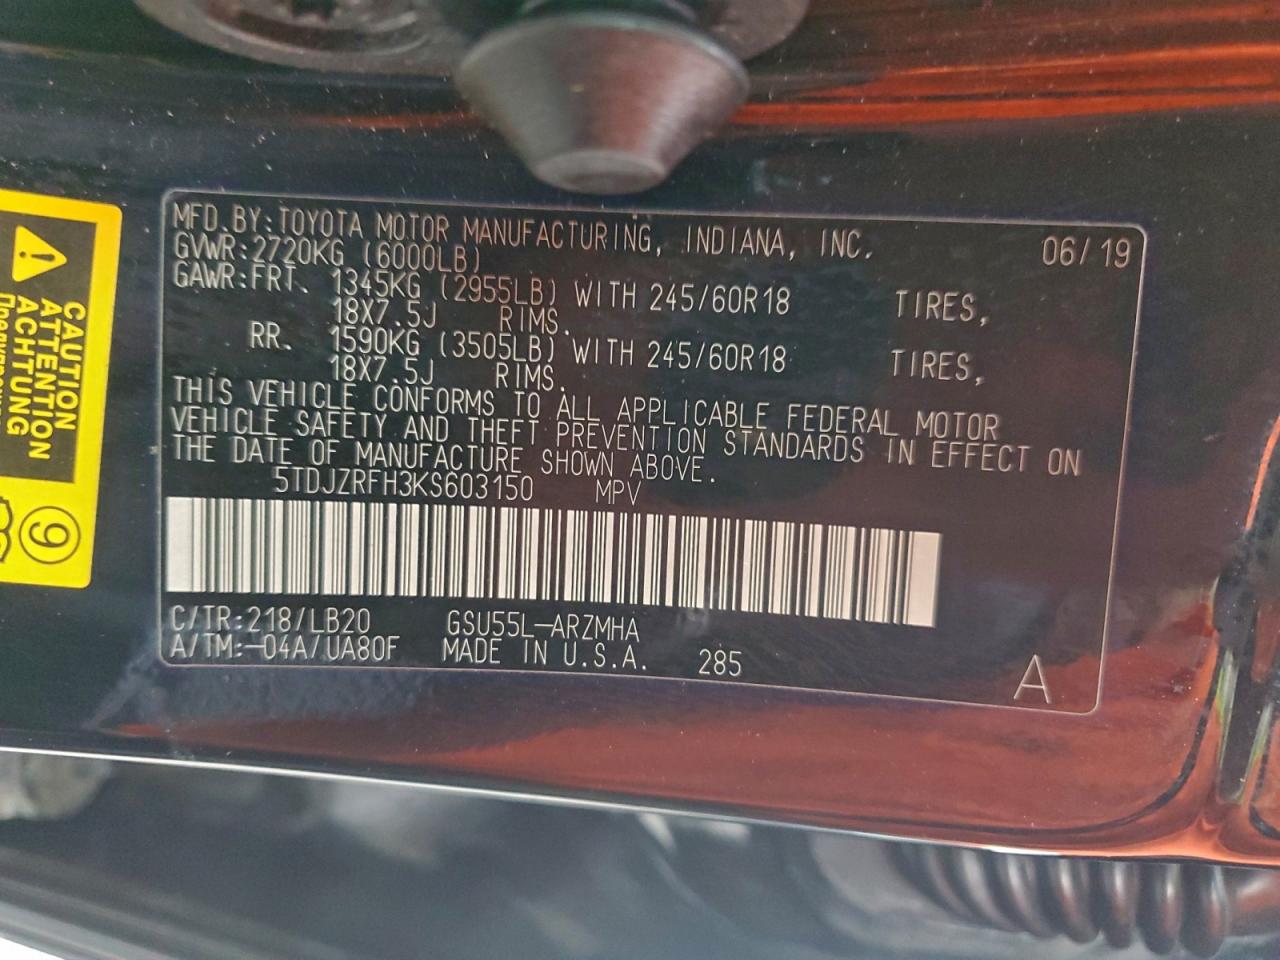 MFD.BY:TOYOTA MOTOR MANUFACTURING, INDIANA, INC. 06/19
GVWR:2720KG (6000LB)
GAWR:FRT. 1345KG (2955LB) WITH 245/60R18 TIRES,
18X7.5J RIMS.
RR. 1590KG (3505LB) WITH 245/60R18 TIRES,
18X7.5J RIMS.
THIS VEHICLE CONFORMS TO ALL APPLICABLE FEDERAL MOTOR
VEHICLE SAFETY AND THEFT PREVENTION STANDARDS IN EFFECT ON
THE DATE OF MANUFACTURE SHOWN ABOVE.
5TDJZRFH3KS603150 MPV
C/TR:218/LB20 GSU55L-ARZMHA
A/TM:-04A/UA80F MADE IN U.S.A. 285
A
CAUTION
ATTENTION
ACHTUNG
9